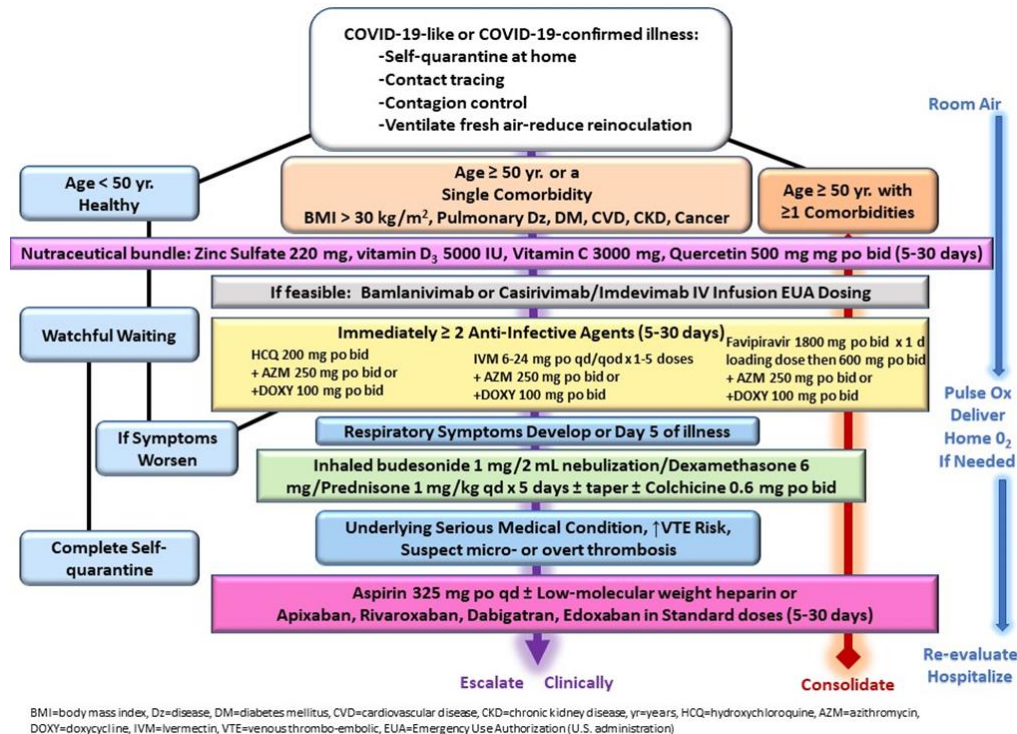 COVID-19-like or COVID-19-confirmed illness:
-Self-quarantine at home
-Contact tracing
-Contagion control
-Ventilate fresh air-reduce reinoculation
Room Air
Age < 50 yr.
Healthy
Age ≥ 50 yr. or a
Single Comorbidity
BMI > 30 kg/m², Pulmonary Dz, DM, CVD, CKD, Cancer
Age ≥ 50 yr. with
≥1 Comorbidities
Nutraceutical bundle: Zinc Sulfate 220 mg, vitamin D₃ 5000 IU, Vitamin C 3000 mg, Quercetin 500 mg mg po bid (5-30 days)
If feasible: Bamlanivimab or Casirivimab/Imdevimab IV Infusion EUA Dosing
Watchful Waiting
Immediately ≥ 2 Anti-Infective Agents (5-30 days)
HCQ 200 mg po bid
+ AZM 250 mg po bid or
+DOXY 100 mg po bid
IVM 6-24 mg po qd/qod x 1-5 doses
+ AZM 250 mg po bid or
+DOXY 100 mg po bid
Favipiravir 1800 mg po bid x 1 d
loading dose then 600 mg po bid
+ AZM 250 mg po bid or
+DOXY 100 mg po bid
Pulse Ox
Deliver
Home 0₂
If Needed
If Symptoms
Worsen
Respiratory Symptoms Develop or Day 5 of illness
Inhaled budesonide 1 mg/2 mL nebulization/Dexamethasone 6
mg/Prednisone 1 mg/kg qd x 5 days ± taper ± Colchicine 0.6 mg po bid
Underlying Serious Medical Condition, ↑VTE Risk,
Suspect micro- or overt thrombosis
Complete Self-
quarantine
Aspirin 325 mg po qd ± Low-molecular weight heparin or
Apixaban, Rivaroxaban, Dabigatran, Edoxaban in Standard doses (5-30 days)
Escalate Clinically
Consolidate
Re-evaluate
Hospitalize
BMI=body mass index, Dz=disease, DM=diabetes mellitus, CVD=cardiovascular disease, CKD=chronic kidney disease, yr=years, HCQ=hydroxychloroquine, AZM=azithromycin,
DOXY=doxycycline, IVM=Ivermectin, VTE=venous thrombo-embolic, EUA=Emergency Use Authorization (U.S. administration)